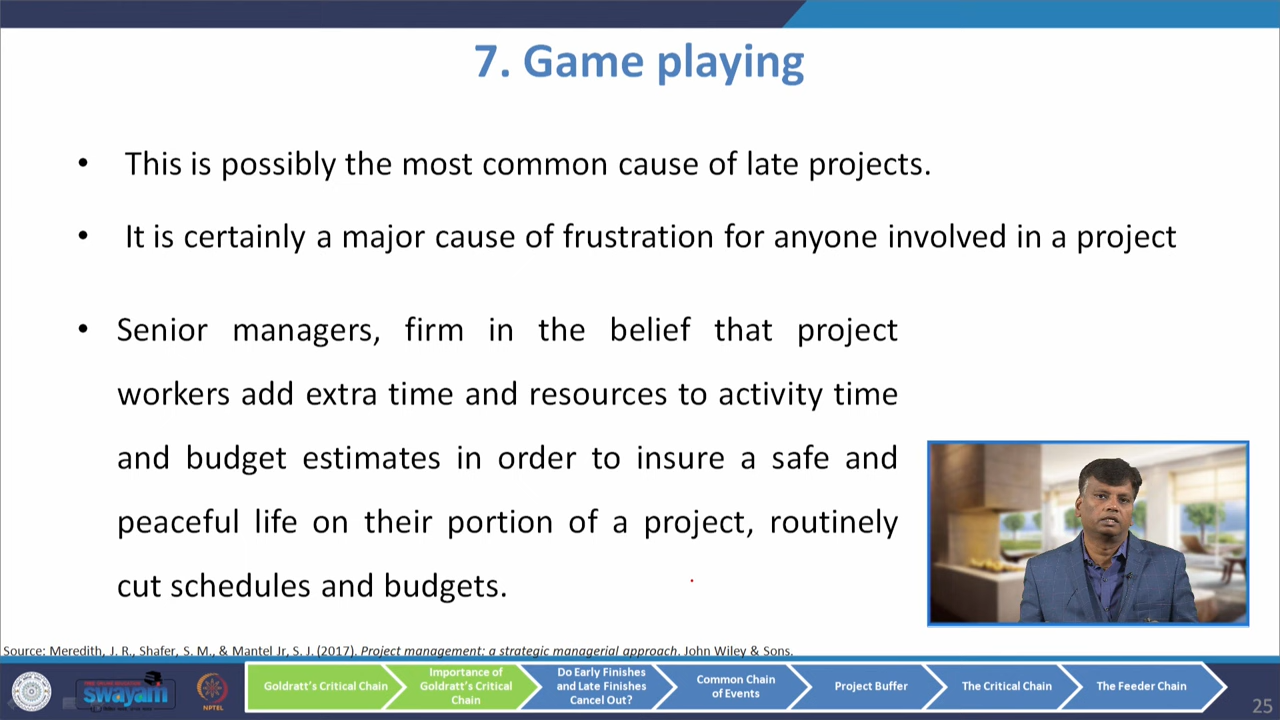 7. Game playing
• This is possibly the most common cause of late projects.
• It is certainly a major cause of frustration for anyone involved in a project
• Senior managers, firm in the belief that project
workers add extra time and resources to activity time
and budget estimates in order to insure a safe and
peaceful life on their portion of a project, routinely
cut schedules and budgets.
Source: Meredith, J. R., Shafer, S. M., & Mantel Jr, S. J. (2017). Project management: a strategic managerial approach. John Wiley & Sons.
swayam
NPTEL
Goldratt's Critical Chain
Importance of
Goldratt's Critical
Chain
Do Early Finishes
and Late Finishes
Cancel Out?
Common Chain
of Events
Project Buffer
The Critical Chain
The Feeder Chain
25